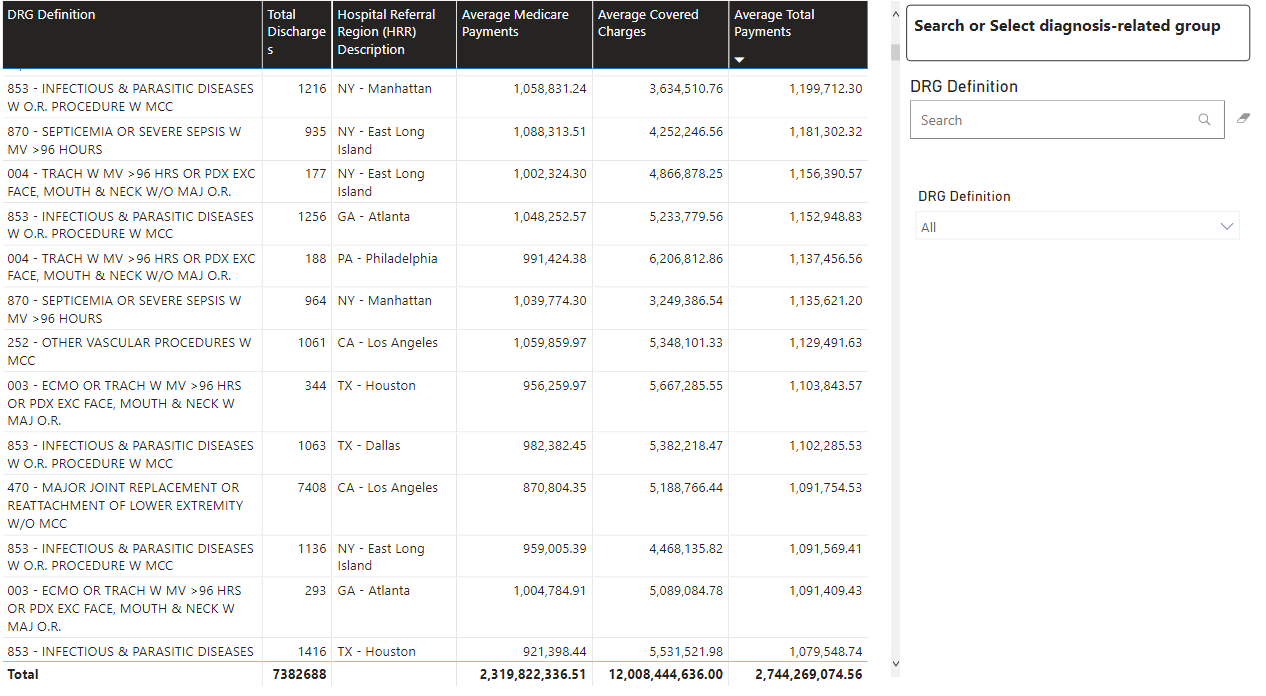 DRG Definition
Total Discharge s
Hospital Referral Region (HRR) Description
Average Medicare Payments
Average Covered Charges
Average Total Payments
853 - INFECTIOUS & PARASITIC DISEASES W O.R. PROCEDURE W MCC 1216 NY - Manhattan 1,058,831.24 3,634,510.76 1,199,712.30
870 - SEPTICEMIA OR SEVERE SEPSIS W MV >96 HOURS 935 NY - East Long Island 1,088,313.51 4,252,246.56 1,181,302.32
004 - TRACH W MV >96 HRS OR PDX EXC FACE, MOUTH & NECK W/O MAJ O.R. 177 NY - East Long Island 1,002,324.30 4,866,878.25 1,156,390.57
853 - INFECTIOUS & PARASITIC DISEASES W O.R. PROCEDURE W MCC 1256 GA - Atlanta 1,048,252.57 5,233,779.56 1,152,948.83
004 - TRACH W MV >96 HRS OR PDX EXC FACE, MOUTH & NECK W/O MAJ O.R. 188 PA - Philadelphia 991,424.38 6,206,812.86 1,137,456.56
870 - SEPTICEMIA OR SEVERE SEPSIS W MV >96 HOURS 964 NY - Manhattan 1,039,774.30 3,249,386.54 1,135,621.20
252 - OTHER VASCULAR PROCEDURES W MCC 1061 CA - Los Angeles 1,059,859.97 5,348,101.33 1,129,491.63
003 - ECMO OR TRACH W MV >96 HRS OR PDX EXC FACE, MOUTH & NECK W MAJ O.R. 344 TX - Houston 956,259.97 5,667,285.55 1,103,843.57
853 - INFECTIOUS & PARASITIC DISEASES W O.R. PROCEDURE W MCC 1063 TX - Dallas 982,382.45 5,382,218.47 1,102,285.53
470 - MAJOR JOINT REPLACEMENT OR REATTACHMENT OF LOWER EXTREMITY W/O MCC 7408 CA - Los Angeles 870,804.35 5,188,766.44 1,091,754.53
853 - INFECTIOUS & PARASITIC DISEASES W O.R. PROCEDURE W MCC 1136 NY - East Long Island 959,005.39 4,468,135.82 1,091,569.41
003 - ECMO OR TRACH W MV >96 HRS OR PDX EXC FACE, MOUTH & NECK W MAJ O.R. 293 GA - Atlanta 1,004,784.91 5,089,084.78 1,091,409.43
853 - INFECTIOUS & PARASITIC DISEASES 1416 TX - Houston 921,398.44 5,531,521.98 1,079,548.74
Total 7382688 2,319,822,336.51 12,008,444,636.00 2,744,269,074.56
Search or Select diagnosis-related group
DRG Definition
Search
DRG Definition
All